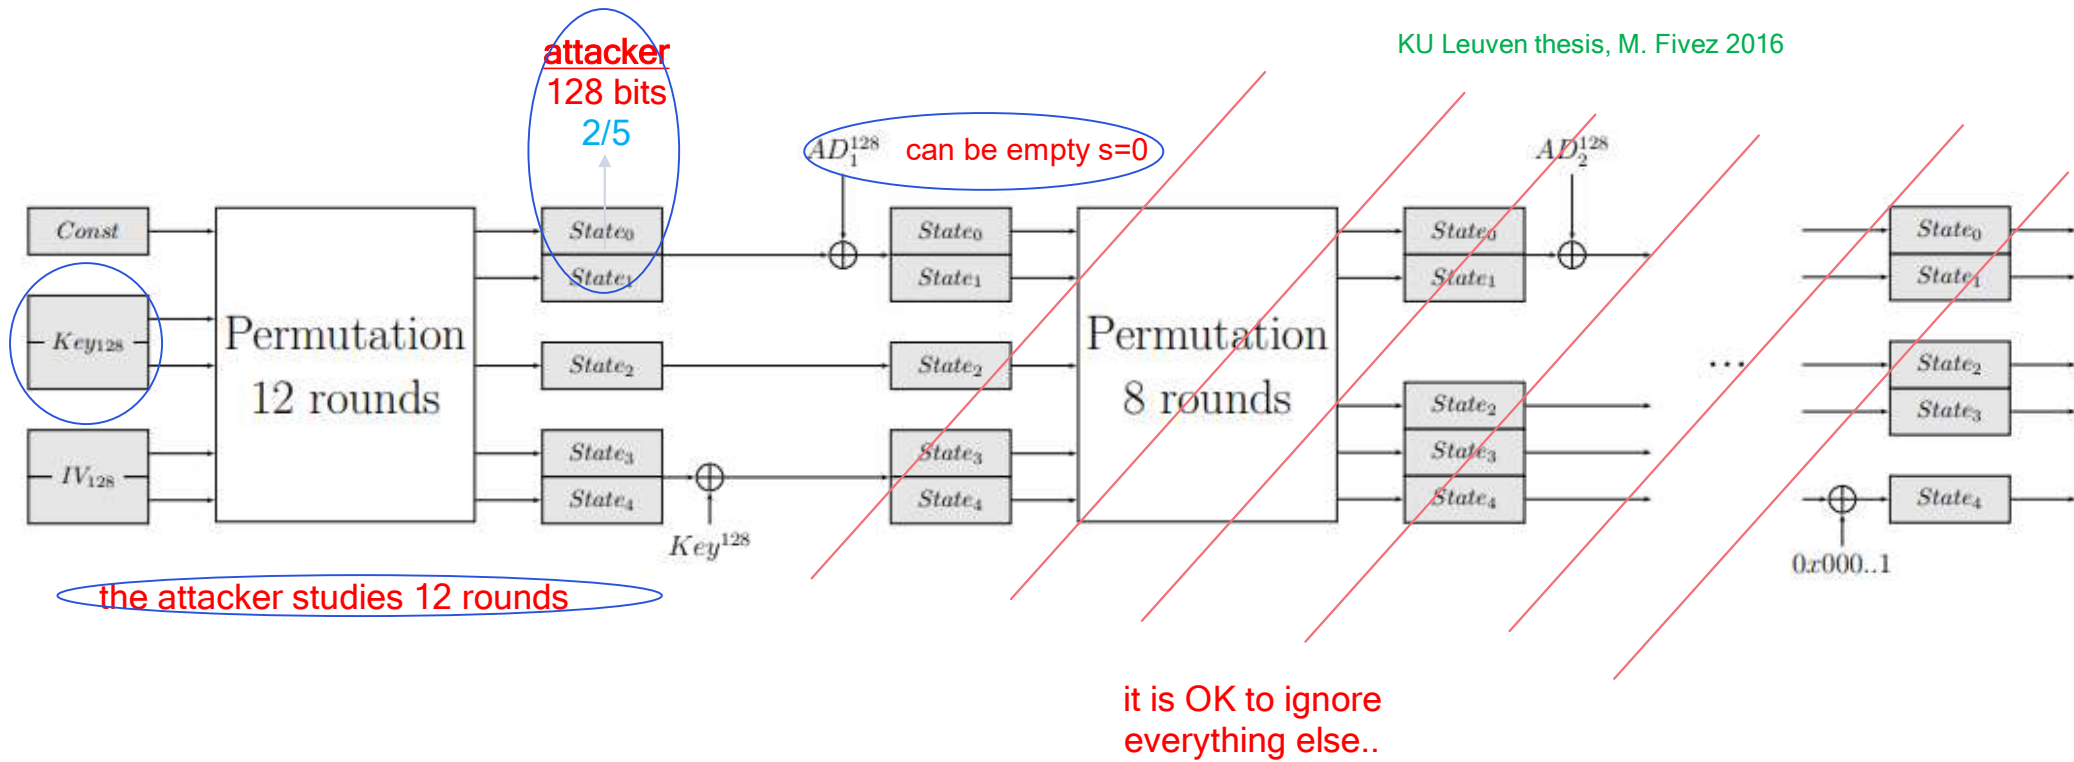 KU Leuven thesis, M. Fivez 2016
attacker
128 bits
2/5
AD₁¹²⁸ can be empty s=0
AD₂¹²⁸
Const
Key₁₂₈
IV₁₂₈
Permutation
12 rounds
State₀
State₁
State₂
State₃
State₄
Key¹²⁸
State₀
State₁
State₂
State₃
State₄
Permutation
8 rounds
State₀
State₁
State₂
State₃
State₄
...
State₀
State₁
State₂
State₃
State₄
0x000..1
the attacker studies 12 rounds
it is OK to ignore
everything else..